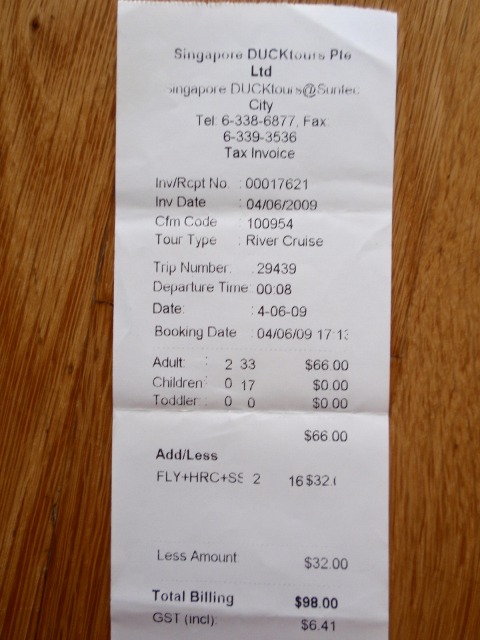 Singapore DUCKtours Pte
Ltd
Singapore DUCKtours@Suntec
City
Tel: 6-338-6877, Fax:
6-339-3536
Tax Invoice
Inv/Rcpt No. : 00017621
Inv Date : 04/06/2009
Cfm Code : 100954
Tour Type : River Cruise
Trip Number: : 29439
Departure Time: 00:08
Date: : 4-06-09
Booking Date : 04/06/09 17:13
Adult: : 2 33 $66.00
Children: 0 17 $0.00
Toddler : 0 0 $0.00
$66.00
Add/Less
FLY+HRC+SS 2 16 $32.0
Less Amount: $32.00
Total Billing $98.00
GST (incl): $6.41